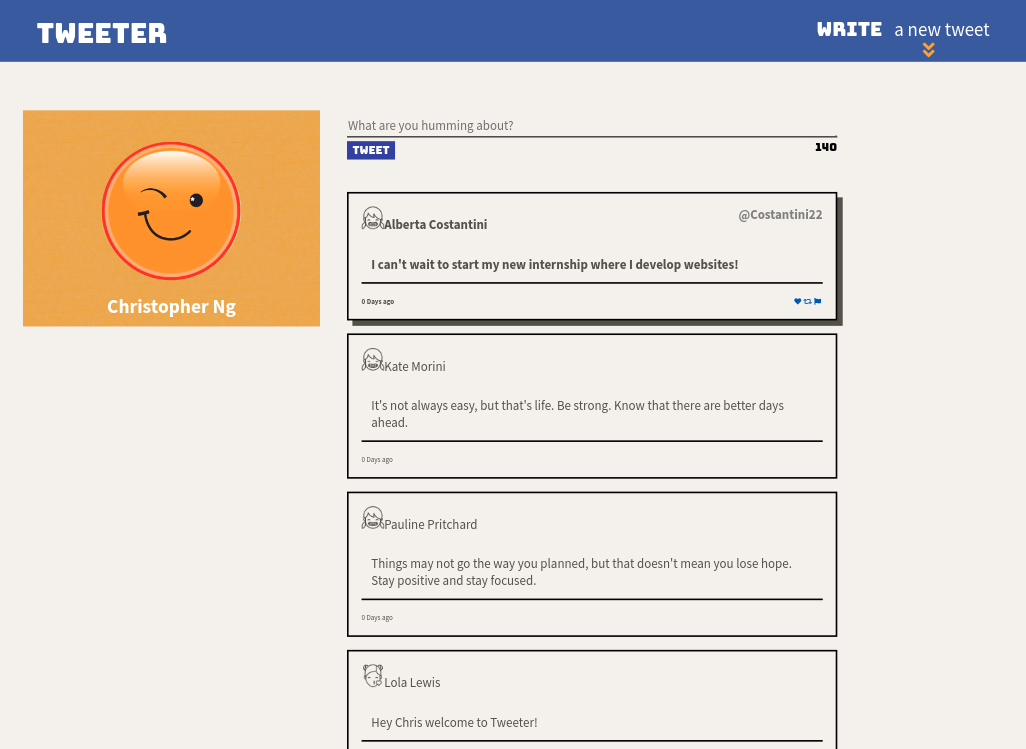 TWEETER
WRITE a new tweet
Christopher Ng
What are you humming about?
TWEET
140
Alberta Costantini
@Costantini22
I can't wait to start my new internship where I develop websites!
0 Days ago
Kate Morini
It's not always easy, but that's life. Be strong. Know that there are better days
ahead.
0 Days ago
Pauline Pritchard
Things may not go the way you planned, but that doesn't mean you lose hope.
Stay positive and stay focused.
0 Days ago
Lola Lewis
Hey Chris welcome to Tweeter!